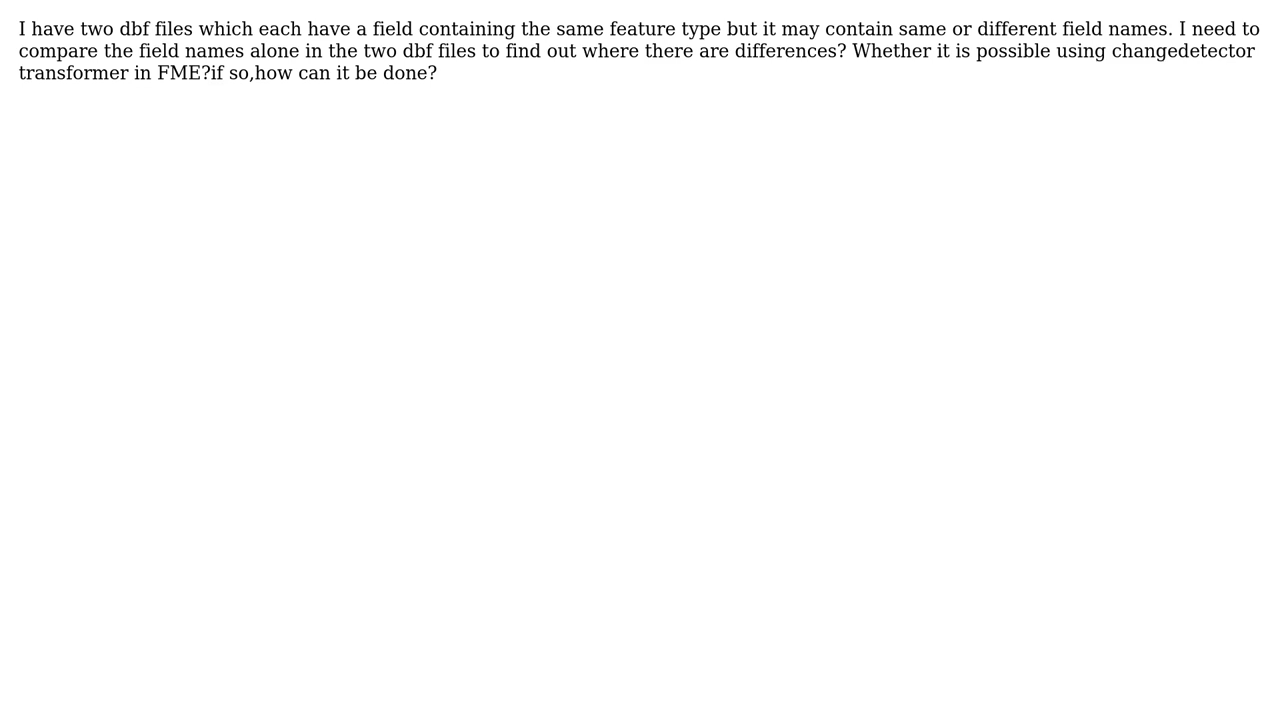 I have two dbf files which each have a field containing the same feature type but it may contain same or different field names. I need to
compare the field names alone in the two dbf files to find out where there are differences? Whether it is possible using changedetector
transformer in FME?if so,how can it be done?